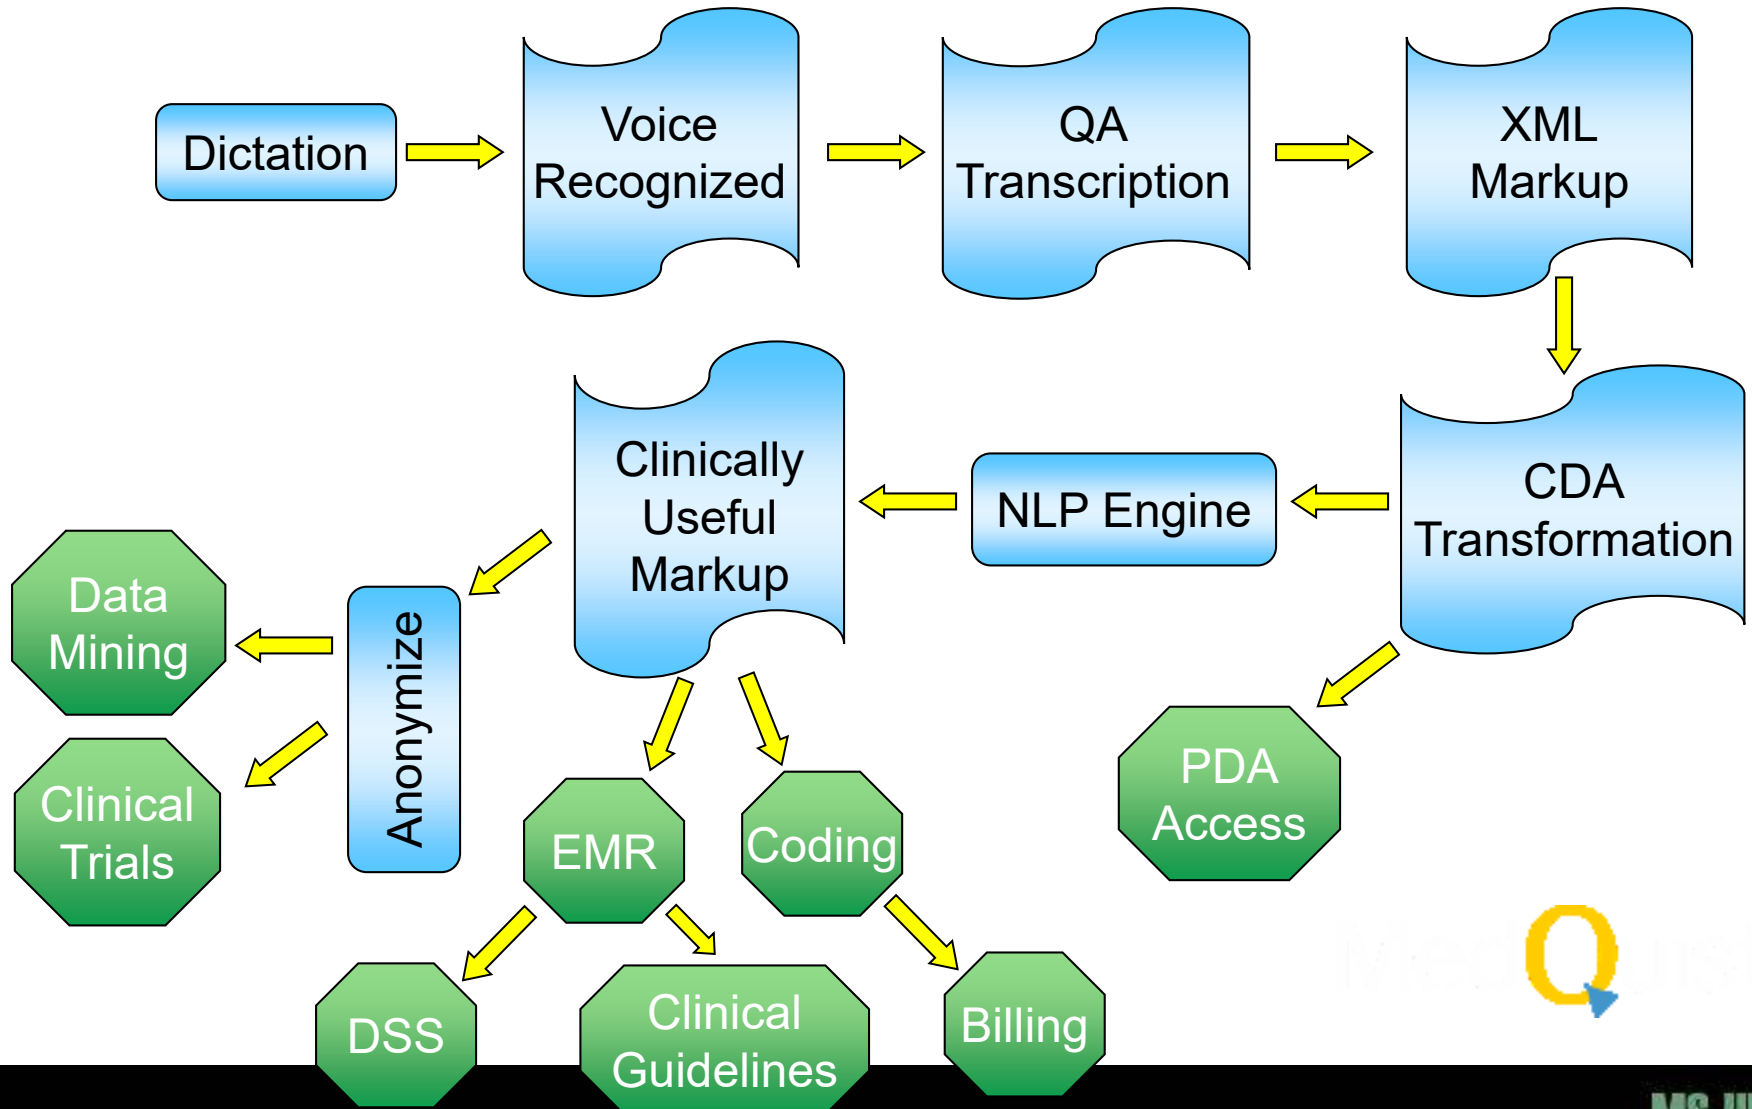 Dictation
Voice
Recognized
QA
Transcription
XML
Markup
Clinically
Useful
Markup
NLP Engine
CDA
Transformation
Data
Mining
Anonymize
Clinical
Trials
EMR
Coding
PDA
Access
DSS
Clinical
Guidelines
Billing